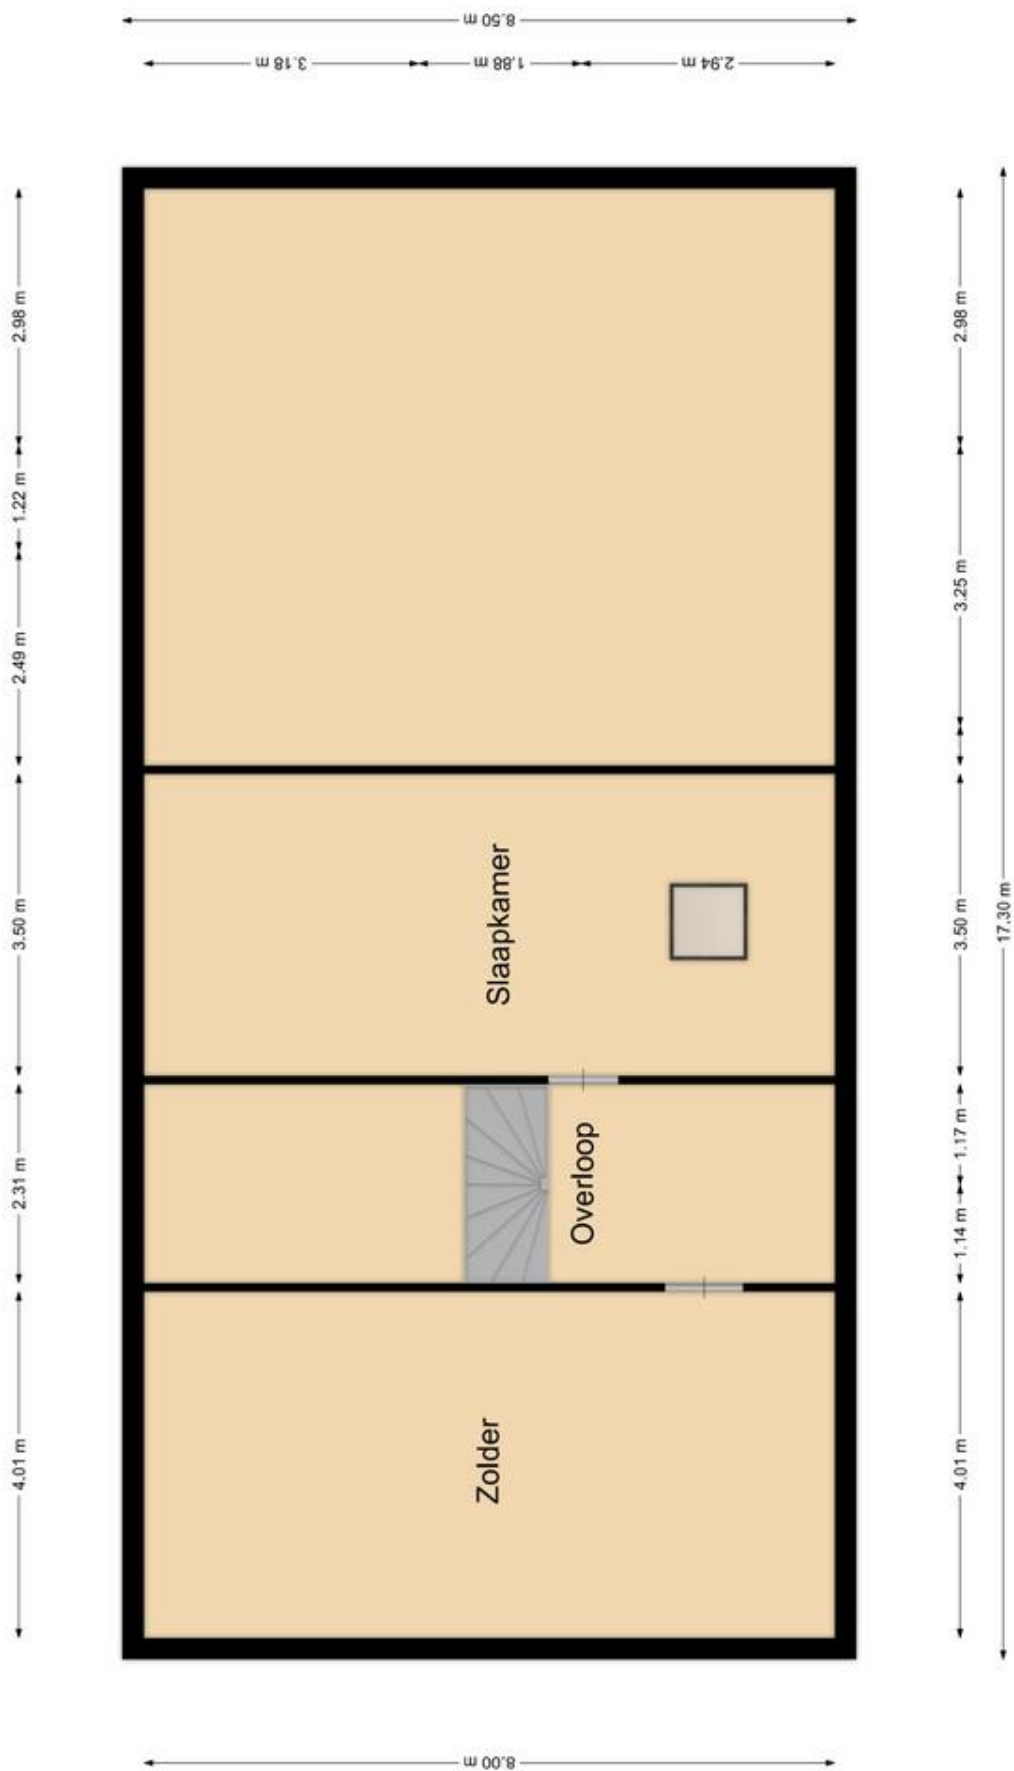 8.50 m
3.18 m
1.88 m
2.94 m
2.98 m
1.22 m
2.49 m
3.50 m
2.31 m
4.01 m
Slaapkamer
Overloop
Zolder
2.98 m
3.25 m
3.50 m
1.17 m
1.14 m
4.01 m
17.30 m
8.00 m